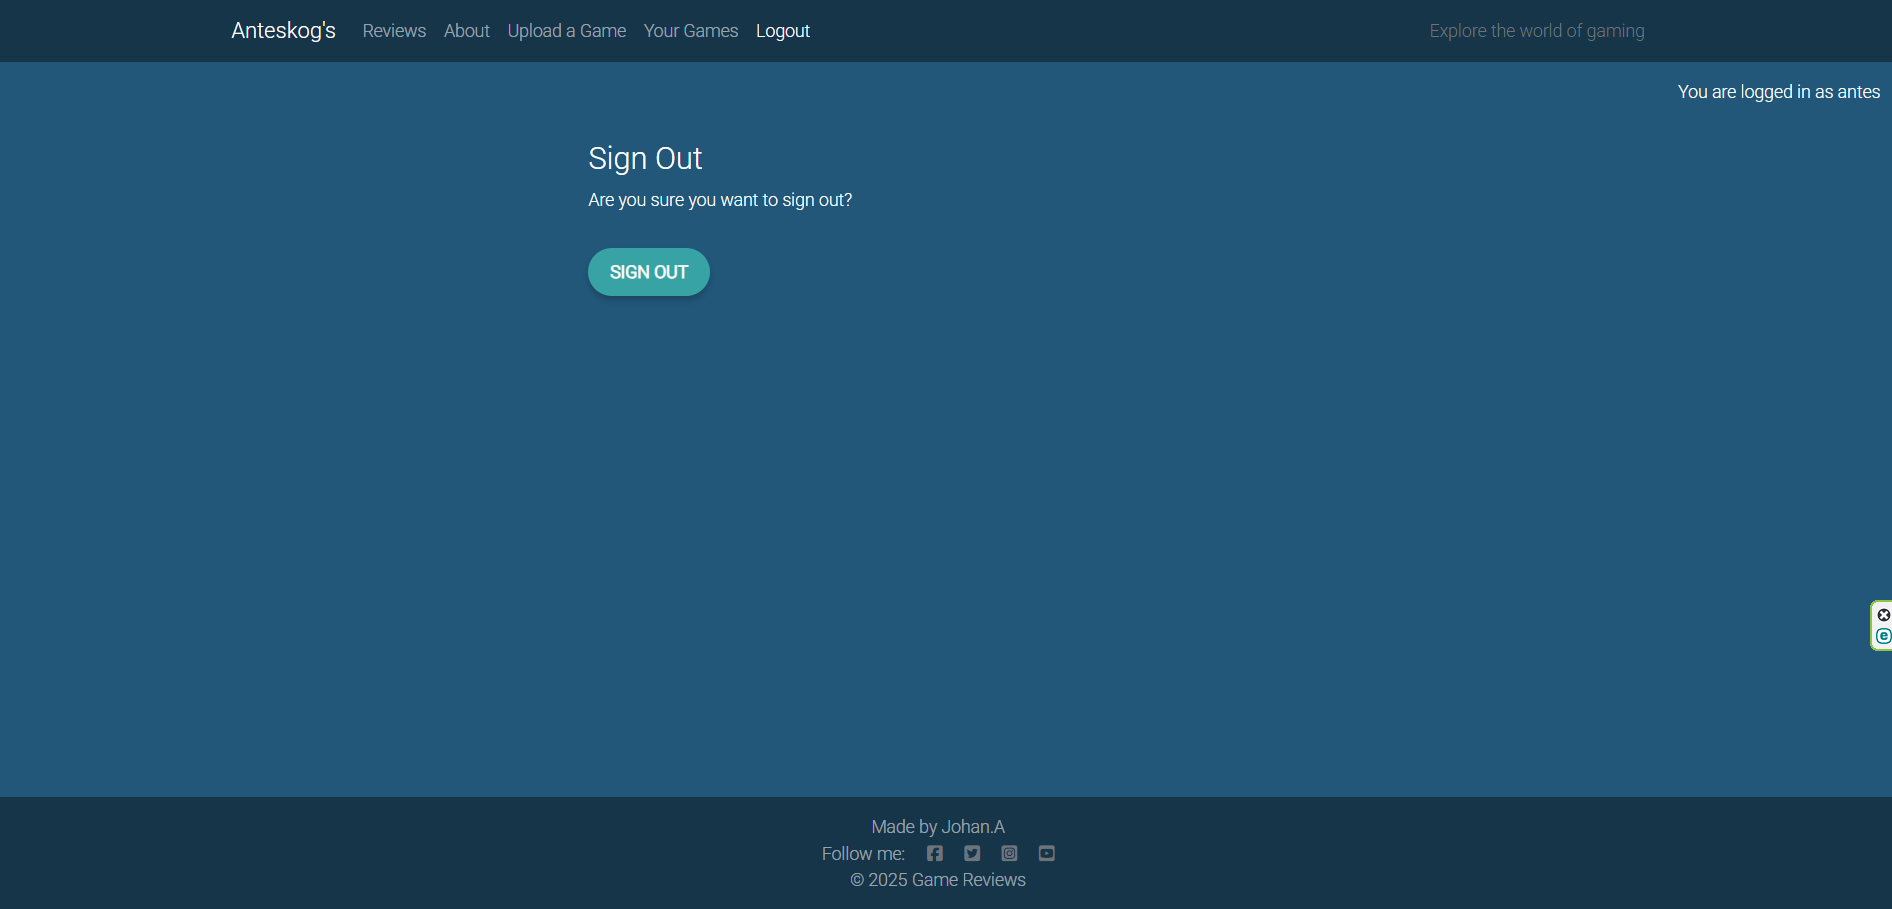 Anteskog's Reviews About Upload a Game Your Games Logout Explore the world of gaming
You are logged in as antes
Sign Out
Are you sure you want to sign out?
SIGN OUT
e
Made by Johan.A
Follow me:
© 2025 Game Reviews